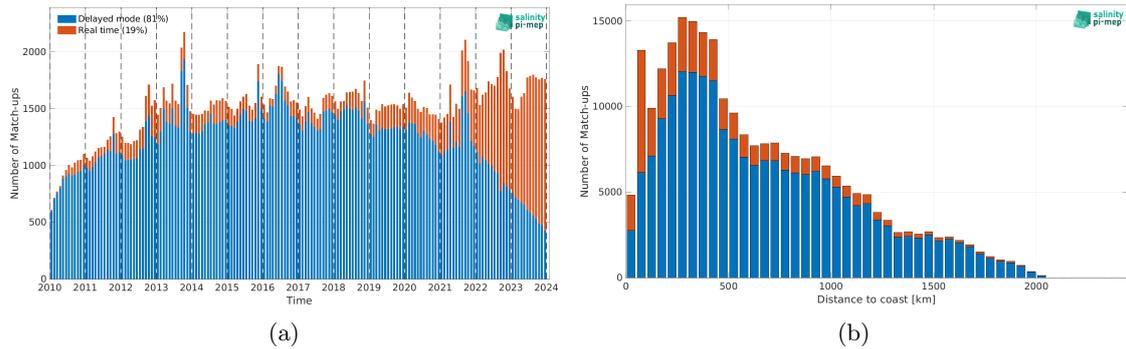 Delayed mode (81%)
Real time (19%)
salinity
pi-mep
Number of Match-ups
2000
1500
1000
500
0
2010 2011 2012 2013 2014 2015 2016 2017 2018 2019 2020 2021 2022 2023 2024
Time
(a)
salinity
pi-mep
Number of Match-ups
15000
10000
5000
0
0 500 1000 1500 2000
Distance to coast [km]
(b)